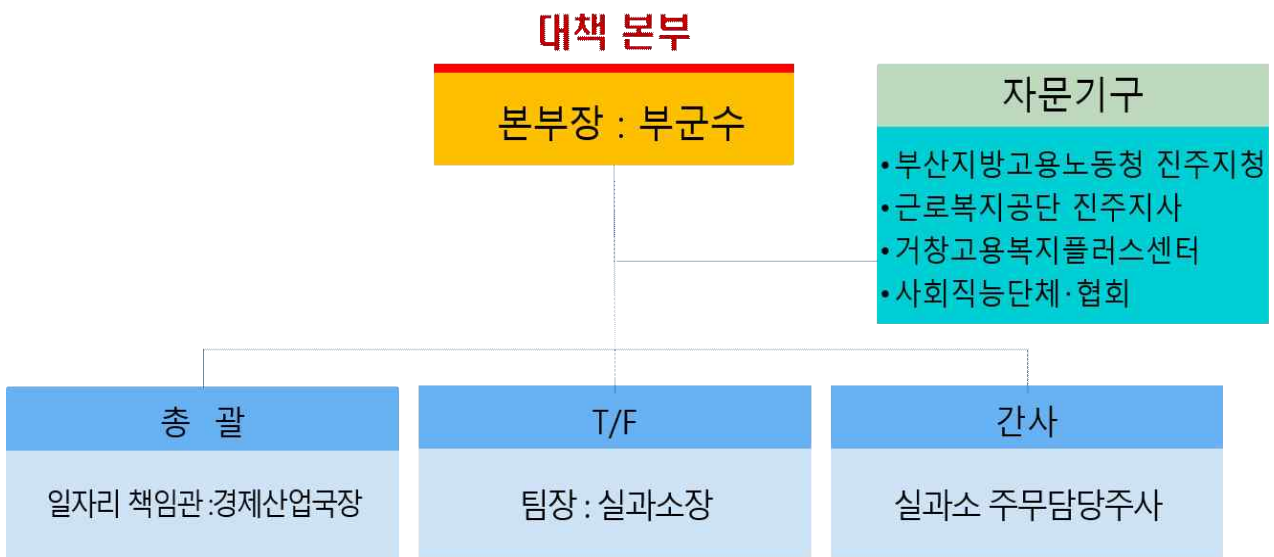 대책 본부
본부장 : 부군수
자문기구
•부산지방고용노동청 진주지청
•근로복지공단 진주지사
•거창고용복지플러스센터
•사회직능단체·협회
총 괄
일자리 책임관:경제산업국장
T/F
팀장 : 실과소장
간사
실과소 주무담당주사